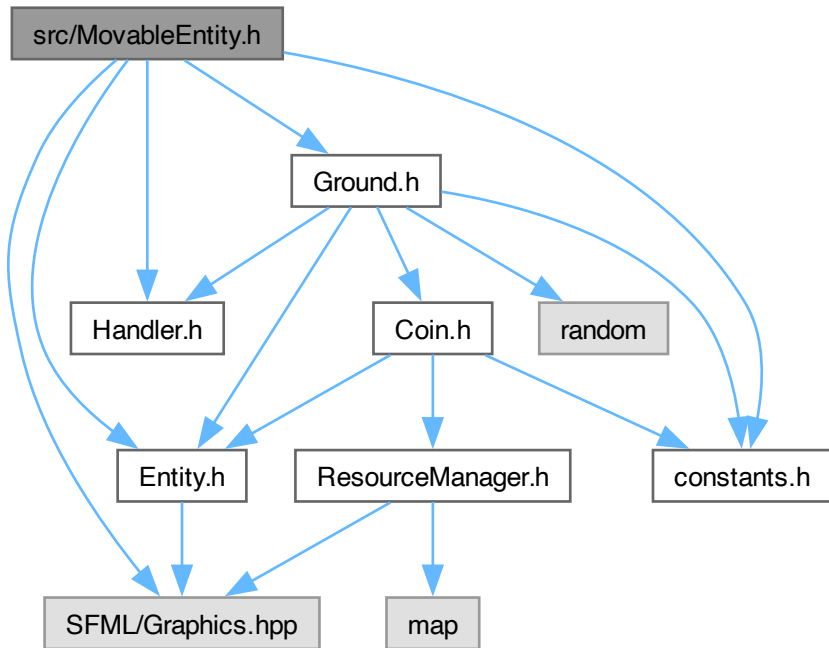 src/MovableEntity.h
Ground.h
Handler.h
Coin.h
random
Entity.h
ResourceManager.h
constants.h
SFML/Graphics.hpp
map